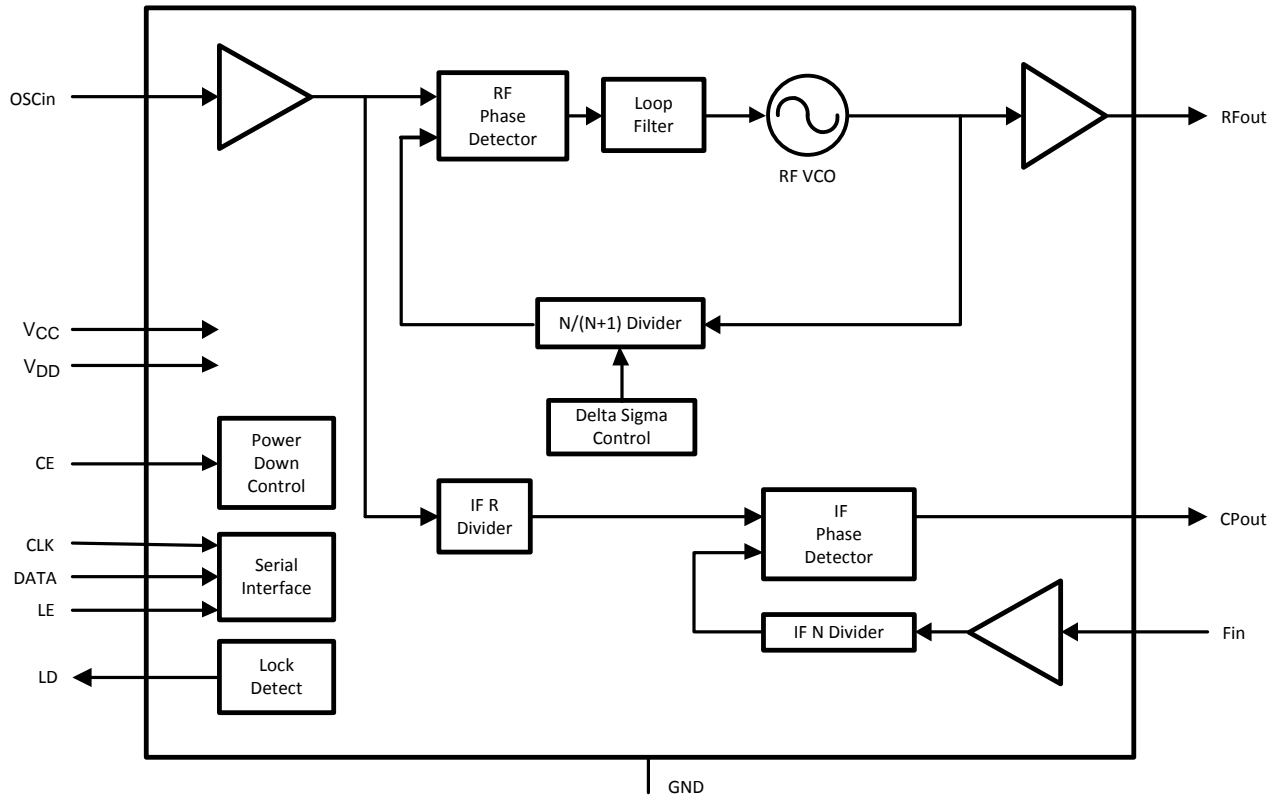 OSCin
RF
Phase
Detector
Loop
Filter
RF VCO
RFout
N/(N+1) Divider
Delta Sigma
Control
VCC
VDD
CE
Power
Down
Control
IF R
Divider
IF
Phase
Detector
CPout
CLK
DATA
LE
Serial
Interface
IF N Divider
Fin
LD
Lock
Detect
GND